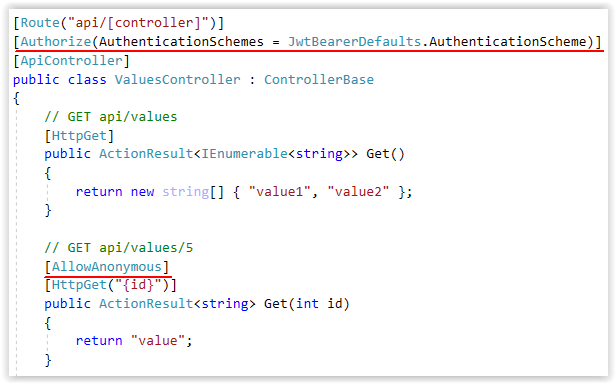 [Route("api/[controller]")]
[Authorize(AuthenticationSchemes = JwtBearerDefaults.AuthenticationScheme)]
[ApiController]
public class ValuesController : ControllerBase
{
    // GET api/values
    [HttpGet]
    public ActionResult<IEnumerable<string>> Get()
    {
        return new string[] { "value1", "value2" };
    }

    // GET api/values/5
    [AllowAnonymous]
    [HttpGet("{id}")]
    public ActionResult<string> Get(int id)
    {
        return "value";
    }